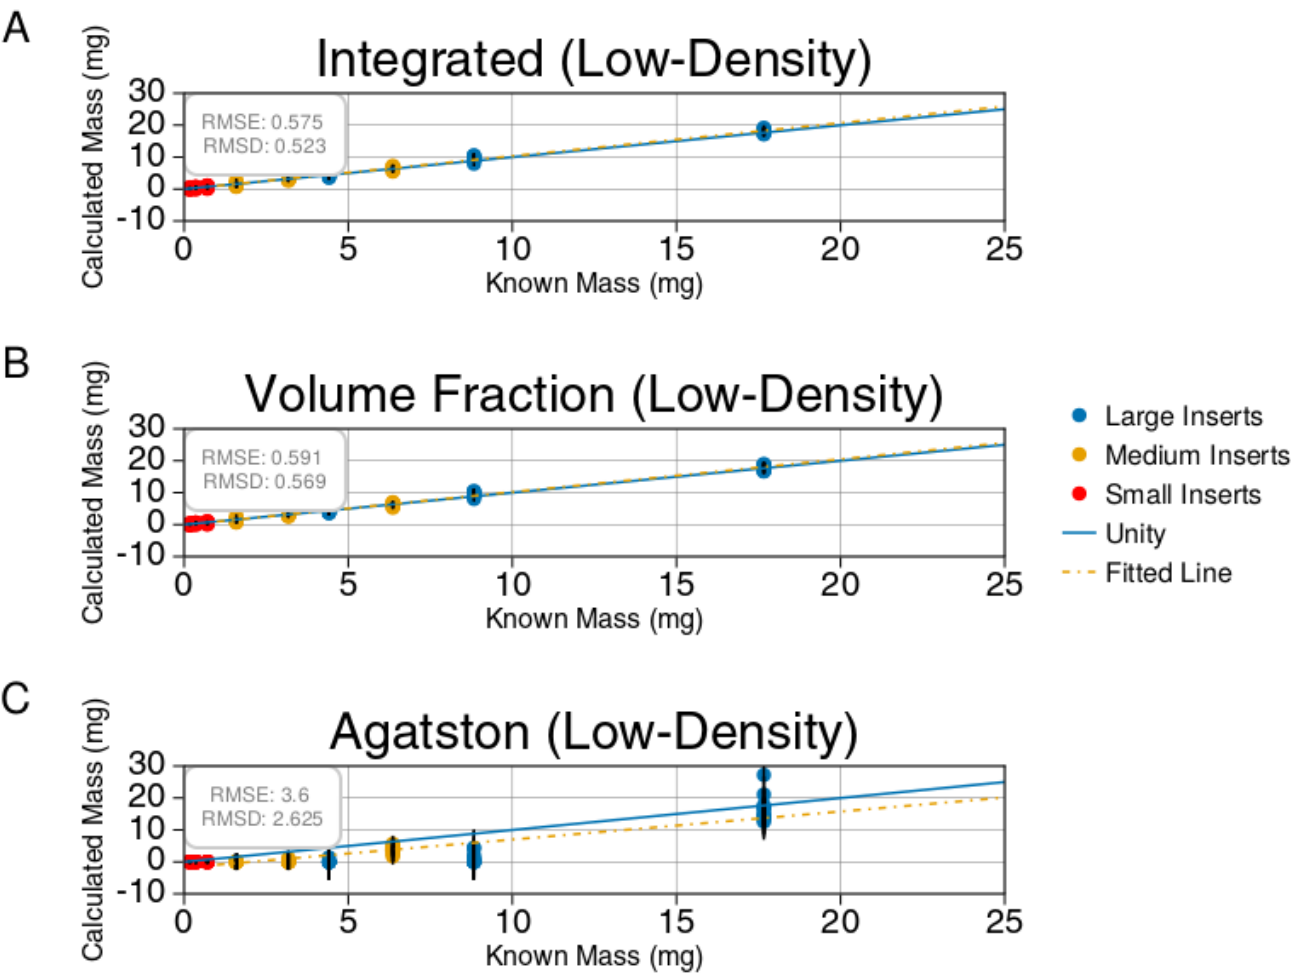 A
Integrated (Low-Density)
Calculated Mass (mg)
30
20
10
0
-10
RMSE: 0.575
RMSD: 0.523
0 5 10 15 20 25
Known Mass (mg)
B
Volume Fraction (Low-Density)
Calculated Mass (mg)
30
20
10
0
-10
RMSE: 0.591
RMSD: 0.569
0 5 10 15 20 25
Known Mass (mg)
Large Inserts
Medium Inserts
Small Inserts
Unity
Fitted Line
C
Agatston (Low-Density)
Calculated Mass (mg)
30
20
10
0
-10
RMSE: 3.6
RMSD: 2.625
0 5 10 15 20 25
Known Mass (mg)